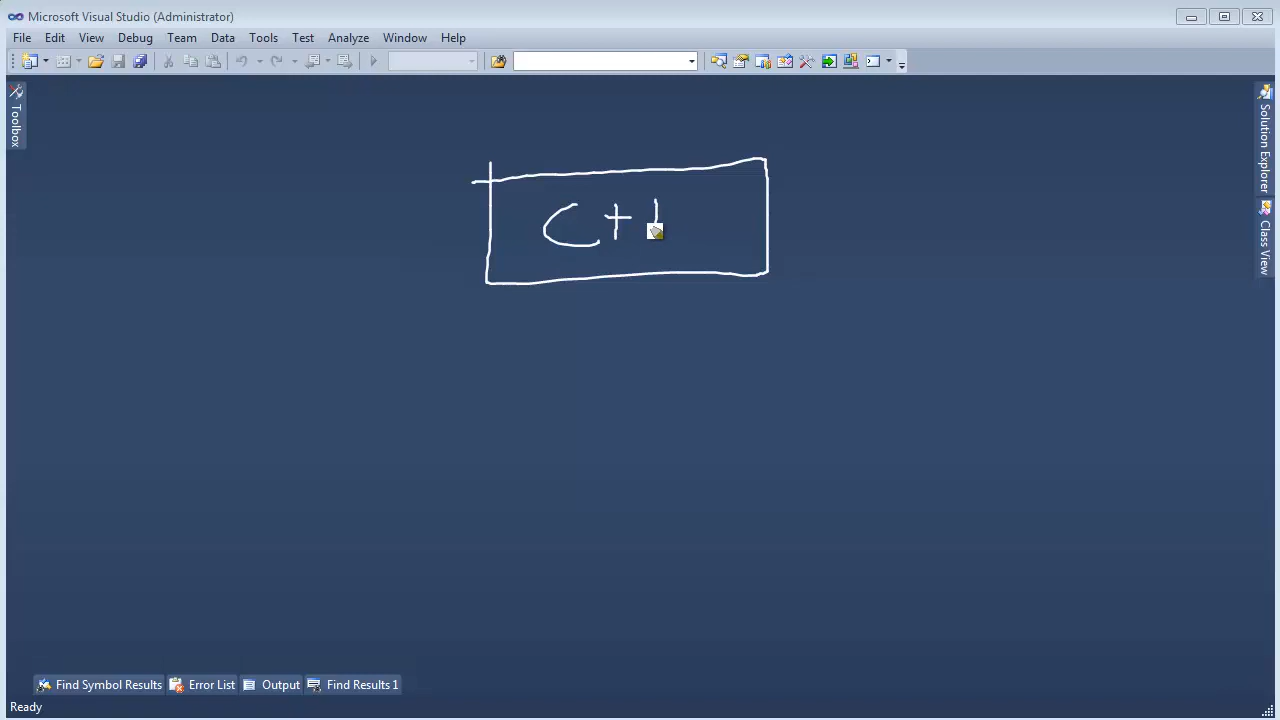 Microsoft Visual Studio (Administrator)
File Edit View Debug Team Data Tools Test Analyze Window Help
Toolbox
Solution Explorer
Class View
C+
Find Symbol Results Error List Output Find Results 1
Ready